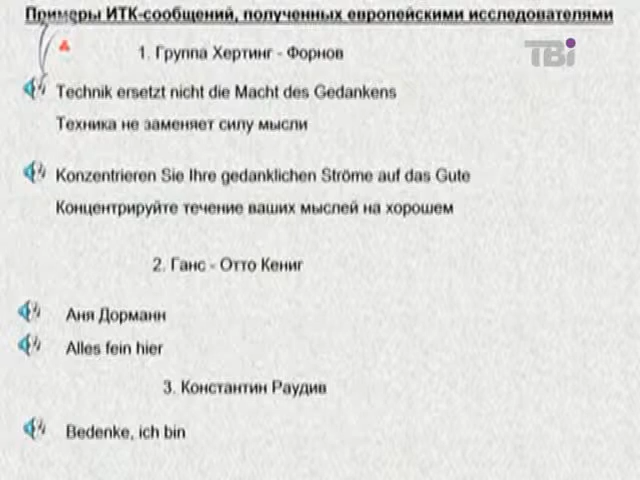 Примеры ИТК-сообщений, полученных европейскими исследователями
ТВі
1. Группа Хертинг - Форнов
Technik ersetzt nicht die Macht des Gedankens
Техника не заменяет силу мысли
Konzentrieren Sie Ihre gedanklichen Ströme auf das Gute
Концентрируйте течение ваших мыслей на хорошем
2. Ганс - Отто Кениг
Аня Дорманн
Alles fein hier
3. Константин Раудив
Bedenke, ich bin